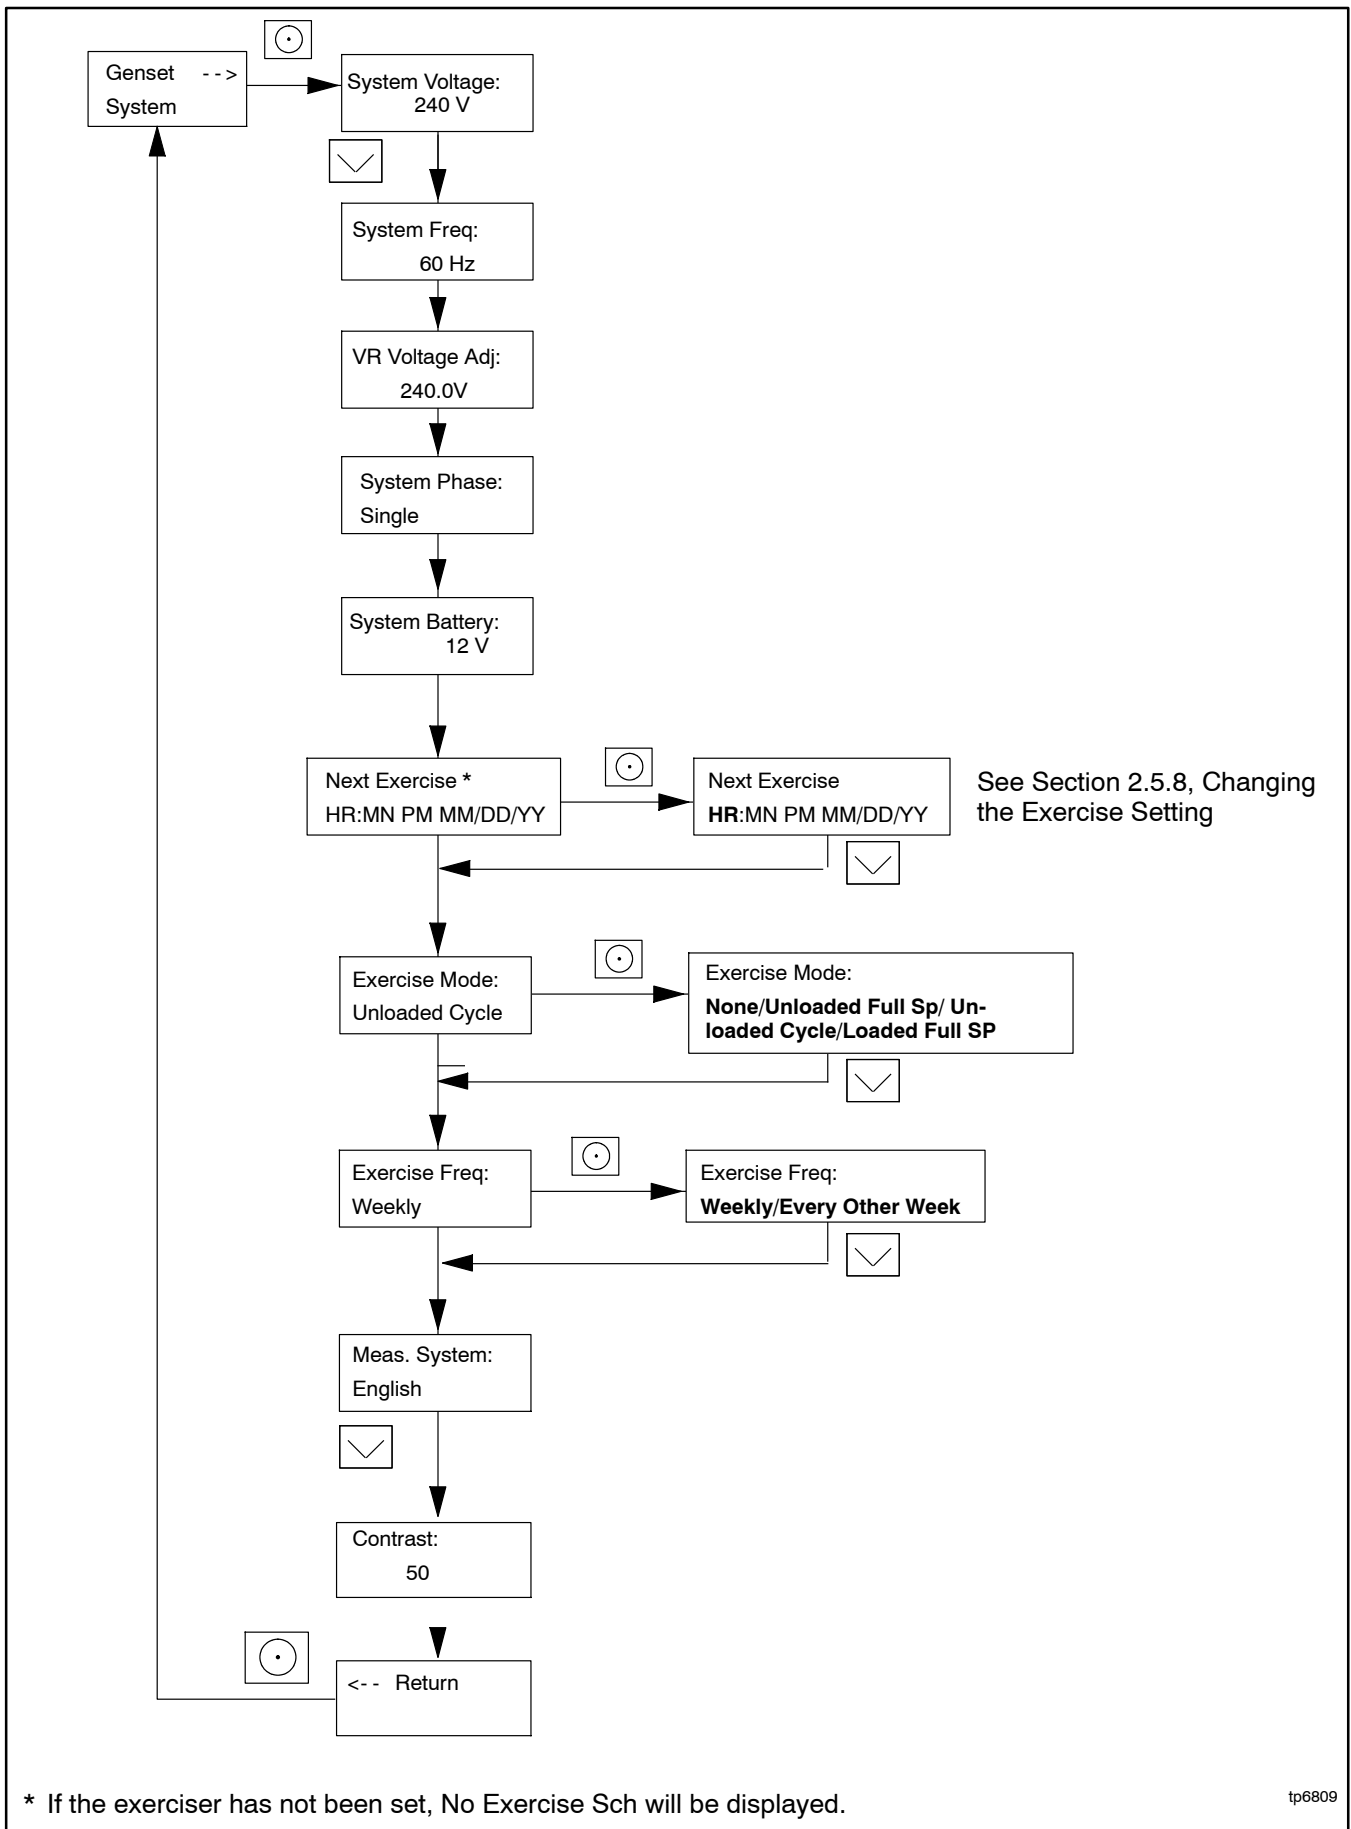 Genset - ->
System
System Voltage:
240 V
System Freq:
60 Hz
VR Voltage Adj:
240.0V
System Phase:
Single
System Battery:
12 V
Next Exercise *
HR:MN PM MM/DD/YY
Next Exercise
HR:MN PM MM/DD/YY
See Section 2.5.8, Changing
the Exercise Setting
Exercise Mode:
Unloaded Cycle
Exercise Mode:
None/Unloaded Full Sp/ Un-
loaded Cycle/Loaded Full SP
Exercise Freq:
Weekly
Exercise Freq:
Weekly/Every Other Week
Meas. System:
English
Contrast:
50
<- - Return
* If the exerciser has not been set, No Exercise Sch will be displayed.
tp6809